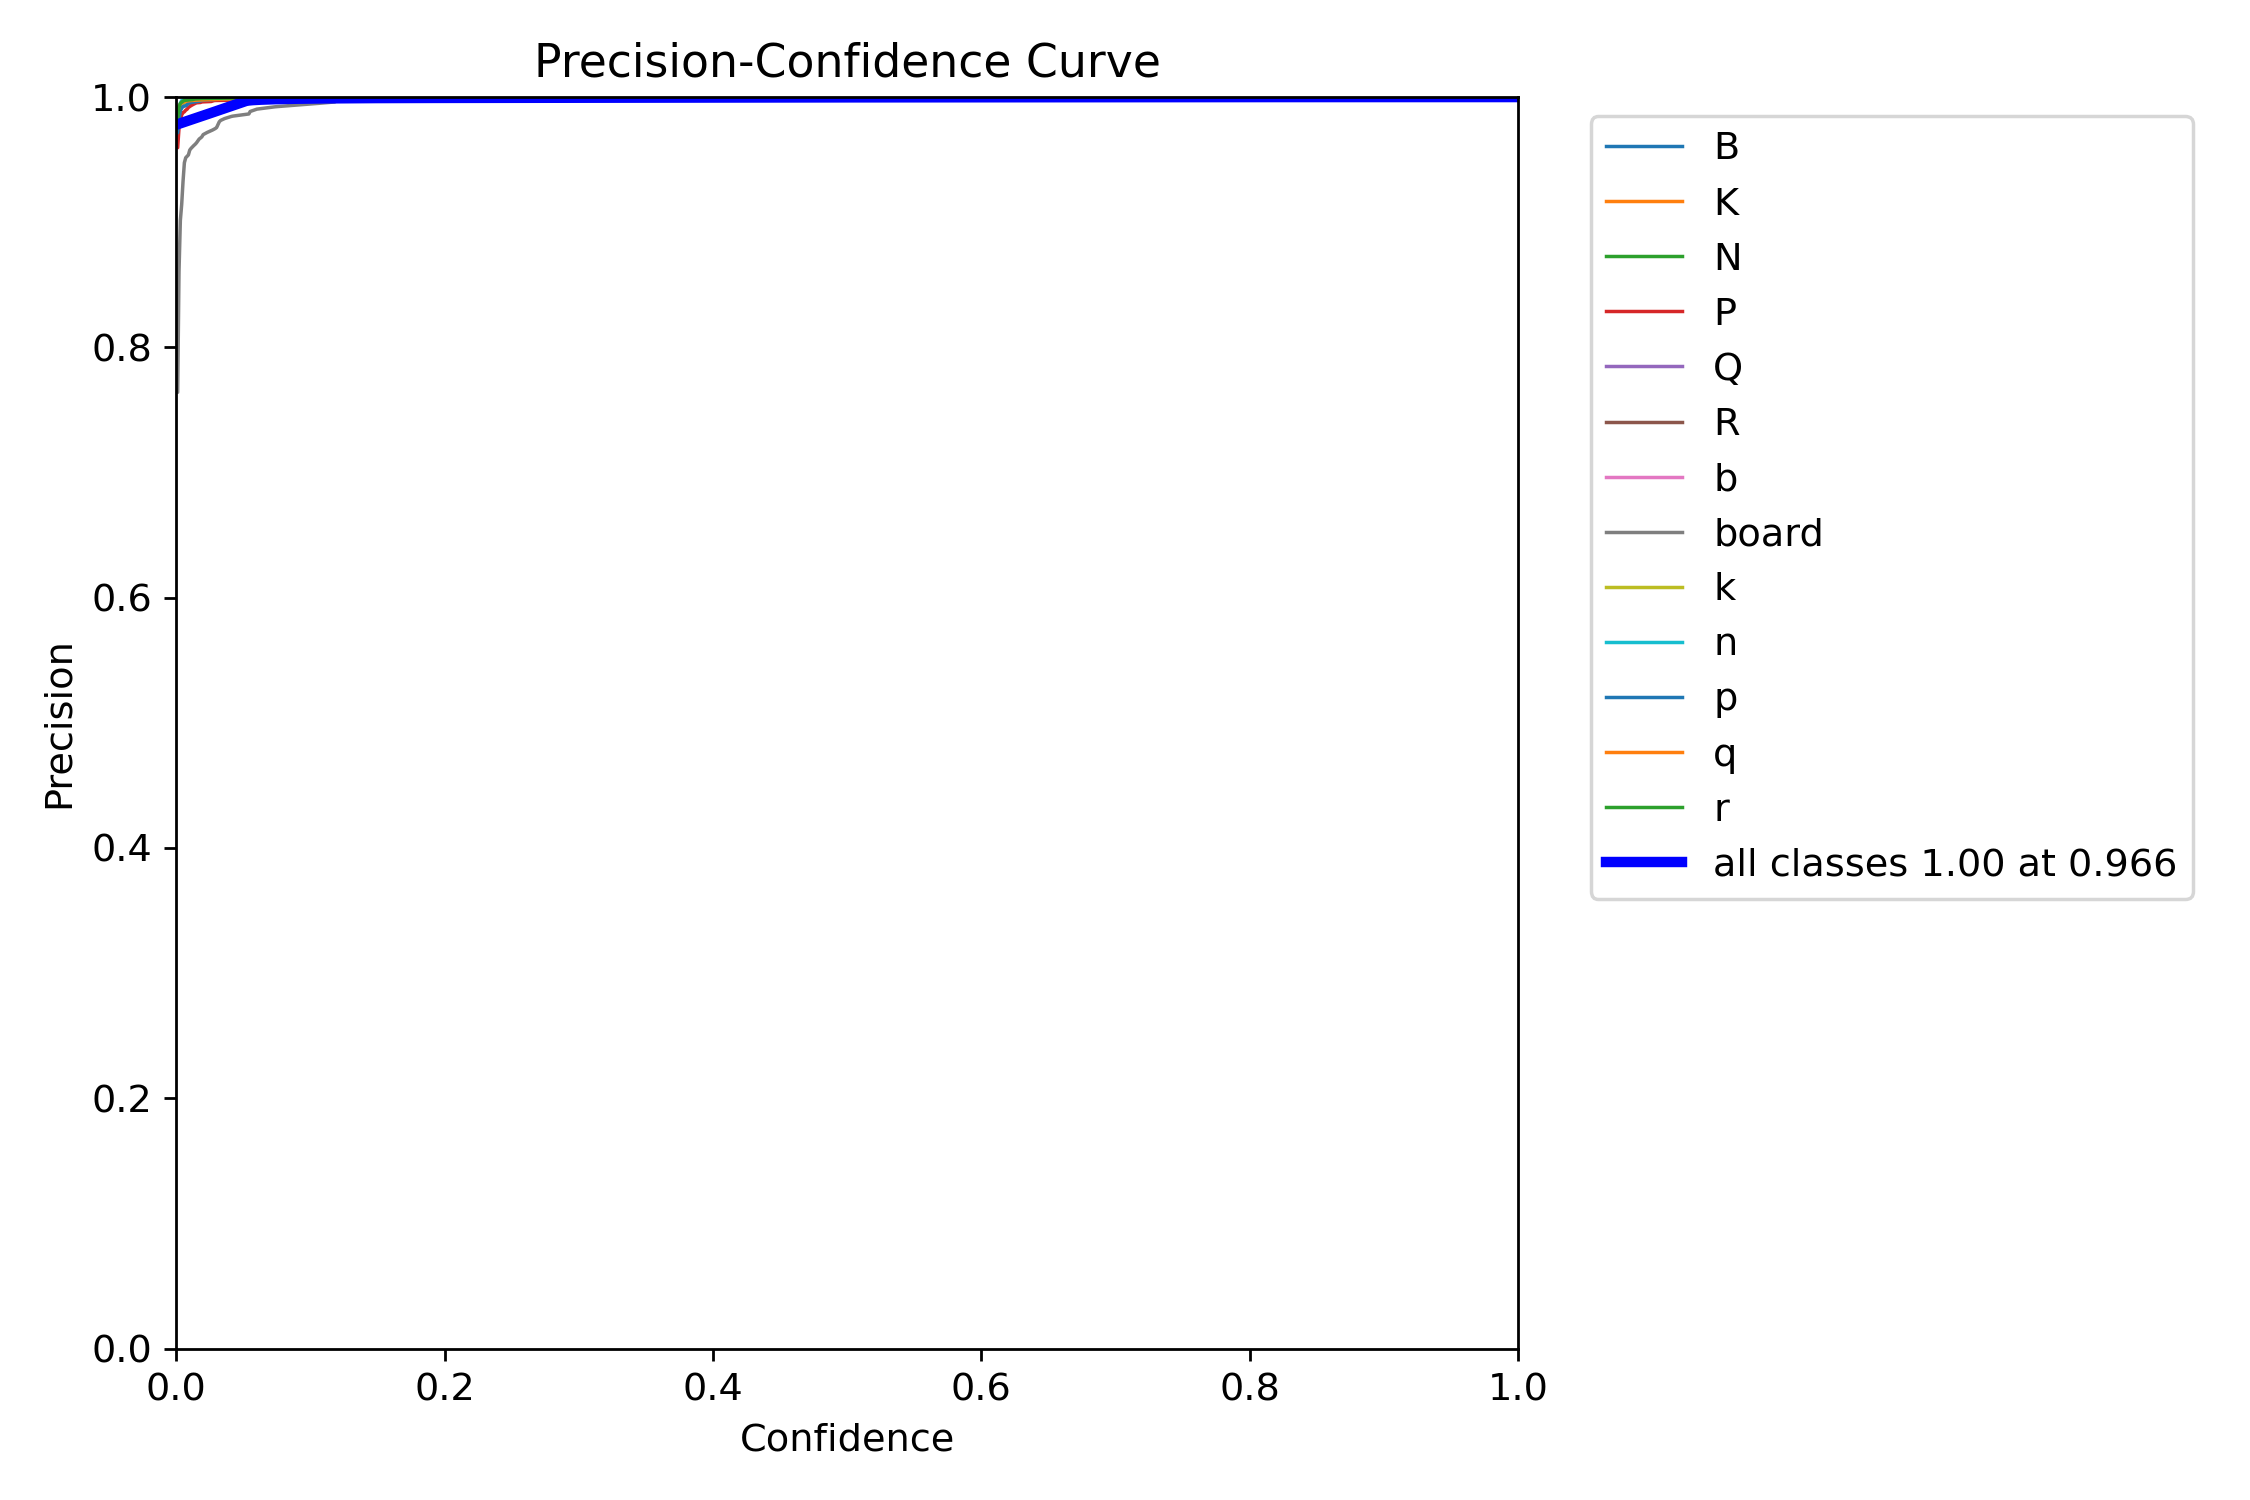 Precision-Confidence Curve
1.0
0.8
0.6
0.4
0.2
0.0
Precision
0.0 0.2 0.4 0.6 0.8 1.0
Confidence
B
K
N
P
Q
R
b
board
k
n
p
q
r
all classes 1.00 at 0.966